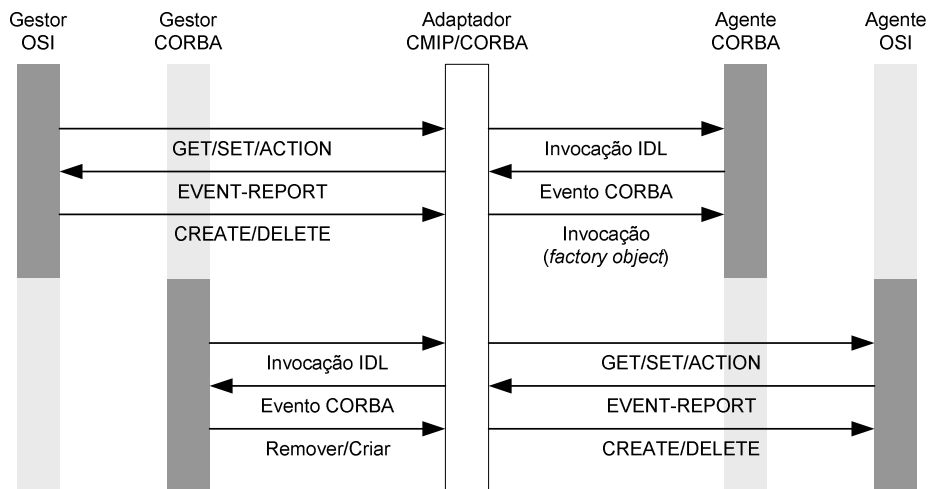 Gestor
OSI
Gestor
CORBA
Adaptador
CMIP/CORBA
Agente
CORBA
Agente
OSI
GET/SET/ACTION
Invocação IDL
EVENT-REPORT
Evento CORBA
CREATE/DELETE
Invocação
(factory object)
Invocação IDL
GET/SET/ACTION
Evento CORBA
EVENT-REPORT
Remover/Criar
CREATE/DELETE